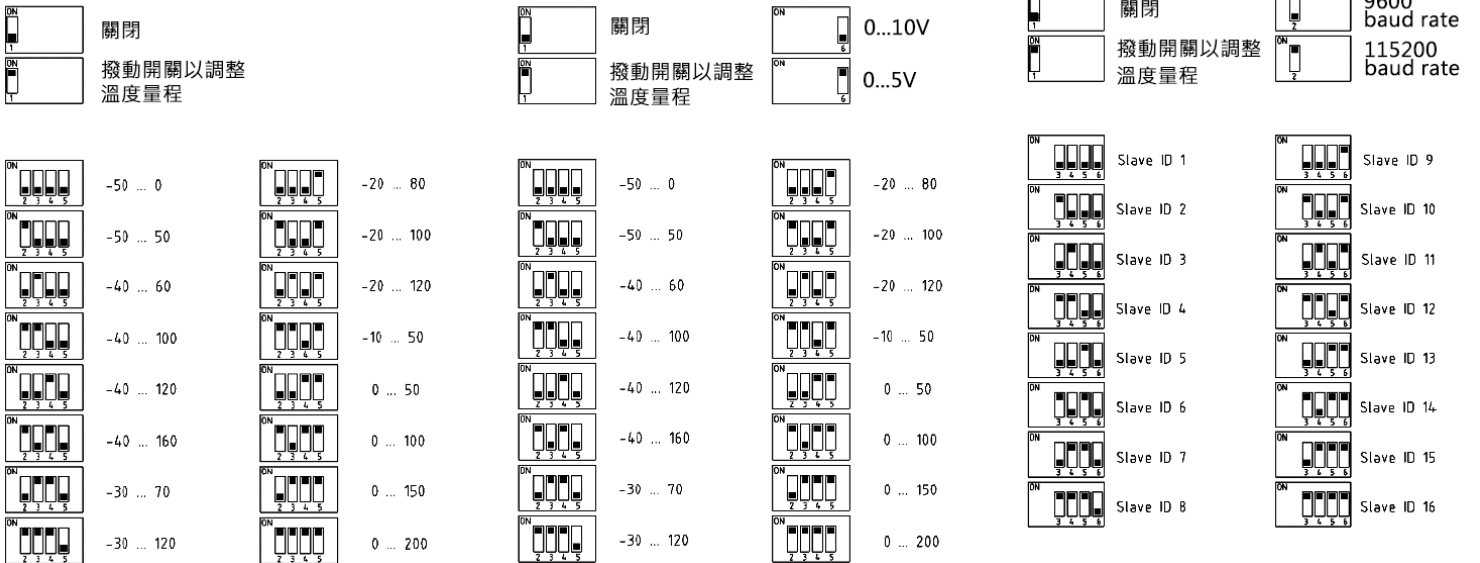 ON
1
關閉
ON
1
撥動開關以調整
溫度量程
ON
2 3 4 5
-50 ... 0
ON
2 3 4 5
-50 ... 50
ON
2 3 4 5
-40 ... 60
ON
2 3 4 5
-40 ... 100
ON
2 3 4 5
-40 ... 120
ON
2 3 4 5
-40 ... 160
ON
2 3 4 5
-30 ... 70
ON
2 3 4 5
-30 ... 120
ON
2 3 4 5
-20 ... 80
ON
2 3 4 5
-20 ... 100
ON
2 3 4 5
-20 ... 120
ON
2 3 4 5
-10 ... 50
ON
2 3 4 5
0 ... 50
ON
2 3 4 5
0 ... 100
ON
2 3 4 5
0 ... 150
ON
2 3 4 5
0 ... 200
ON
1
關閉
ON
1
撥動開關以調整
溫度量程
ON
6
0...10V
ON
6
0...5V
ON
2 3 4 5
-50 ... 0
ON
2 3 4 5
-50 ... 50
ON
2 3 4 5
-40 ... 60
ON
2 3 4 5
-40 ... 100
ON
2 3 4 5
-40 ... 120
ON
2 3 4 5
-40 ... 160
ON
2 3 4 5
-30 ... 70
ON
2 3 4 5
-30 ... 120
ON
2 3 4 5
-20 ... 80
ON
2 3 4 5
-20 ... 100
ON
2 3 4 5
-20 ... 120
ON
2 3 4 5
-10 ... 50
ON
2 3 4 5
0 ... 50
ON
2 3 4 5
0 ... 100
ON
2 3 4 5
0 ... 150
ON
2 3 4 5
0 ... 200
1
關閉
ON
1
撥動開關以調整
溫度量程
2
9600
baud rate
ON
2
115200
baud rate
ON
3 4 5 6
Slave ID 1
ON
3 4 5 6
Slave ID 2
ON
3 4 5 6
Slave ID 3
ON
3 4 5 6
Slave ID 4
ON
3 4 5 6
Slave ID 5
ON
3 4 5 6
Slave ID 6
ON
3 4 5 6
Slave ID 7
ON
3 4 5 6
Slave ID 8
ON
3 4 5 6
Slave ID 9
ON
3 4 5 6
Slave ID 10
ON
3 4 5 6
Slave ID 11
ON
3 4 5 6
Slave ID 12
ON
3 4 5 6
Slave ID 13
ON
3 4 5 6
Slave ID 14
ON
3 4 5 6
Slave ID 15
ON
3 4 5 6
Slave ID 16